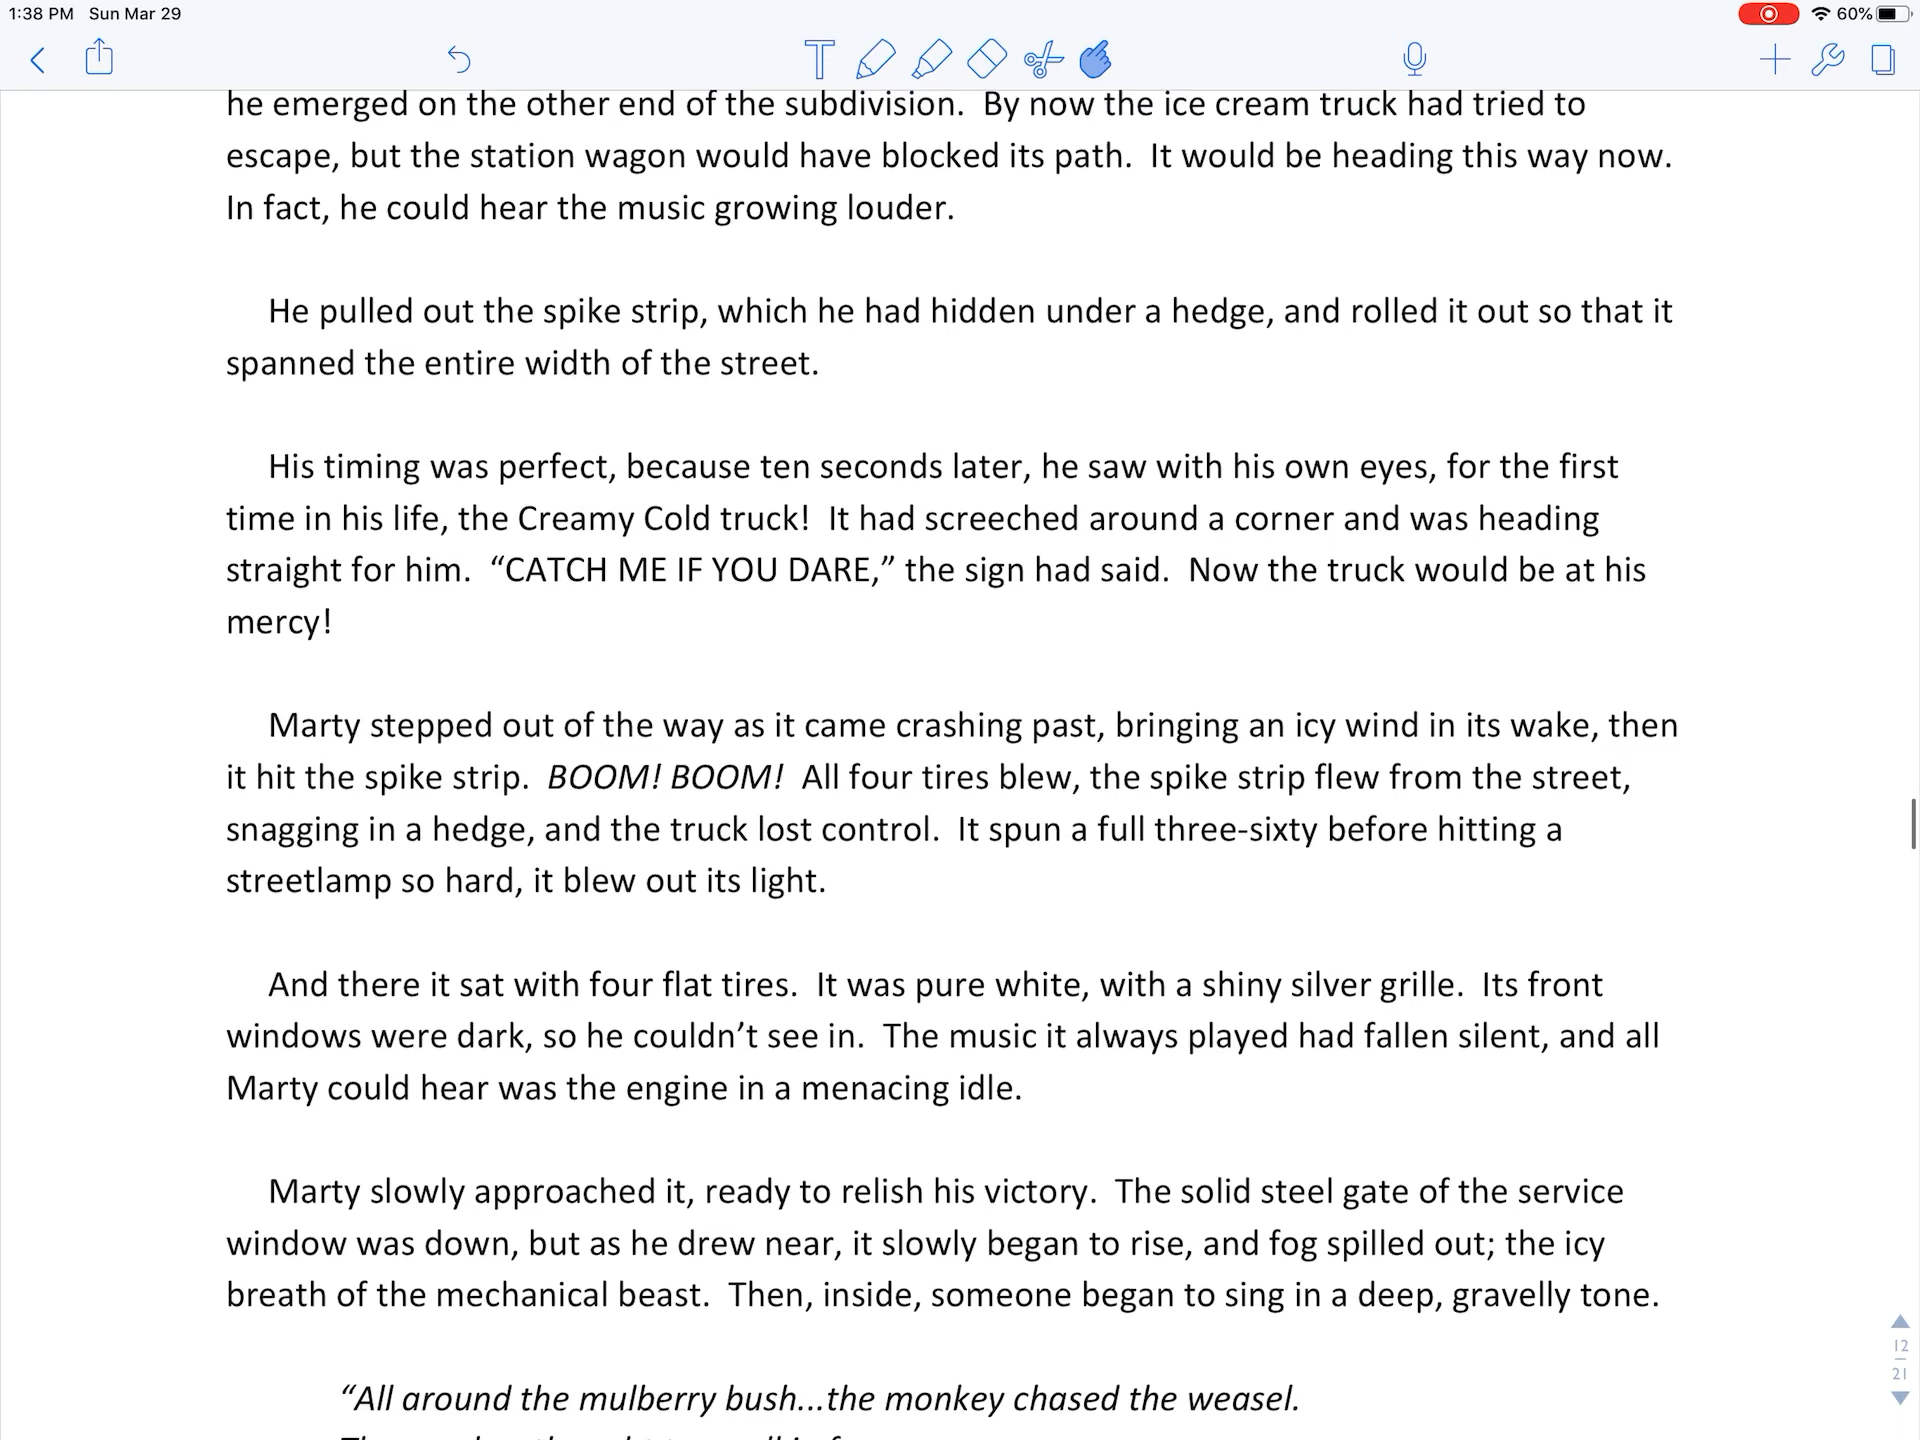 1:38 PM Sun Mar 29
60%
he emerged on the other end of the subdivision.  By now the ice cream truck had tried to
escape, but the station wagon would have blocked its path.  It would be heading this way now.
In fact, he could hear the music growing louder.
He pulled out the spike strip, which he had hidden under a hedge, and rolled it out so that it
spanned the entire width of the street.
His timing was perfect, because ten seconds later, he saw with his own eyes, for the first
time in his life, the Creamy Cold truck!  It had screeched around a corner and was heading
straight for him.  “CATCH ME IF YOU DARE,” the sign had said.  Now the truck would be at his
mercy!
Marty stepped out of the way as it came crashing past, bringing an icy wind in its wake, then
it hit the spike strip.  BOOM! BOOM!  All four tires blew, the spike strip flew from the street,
snagging in a hedge, and the truck lost control.  It spun a full three-sixty before hitting a
streetlamp so hard, it blew out its light.
And there it sat with four flat tires.  It was pure white, with a shiny silver grille.  Its front
windows were dark, so he couldn’t see in.  The music it always played had fallen silent, and all
Marty could hear was the engine in a menacing idle.
Marty slowly approached it, ready to relish his victory.  The solid steel gate of the service
window was down, but as he drew near, it slowly began to rise, and fog spilled out; the icy
breath of the mechanical beast.  Then, inside, someone began to sing in a deep, gravelly tone.
“All around the mulberry bush...the monkey chased the weasel.
12
21